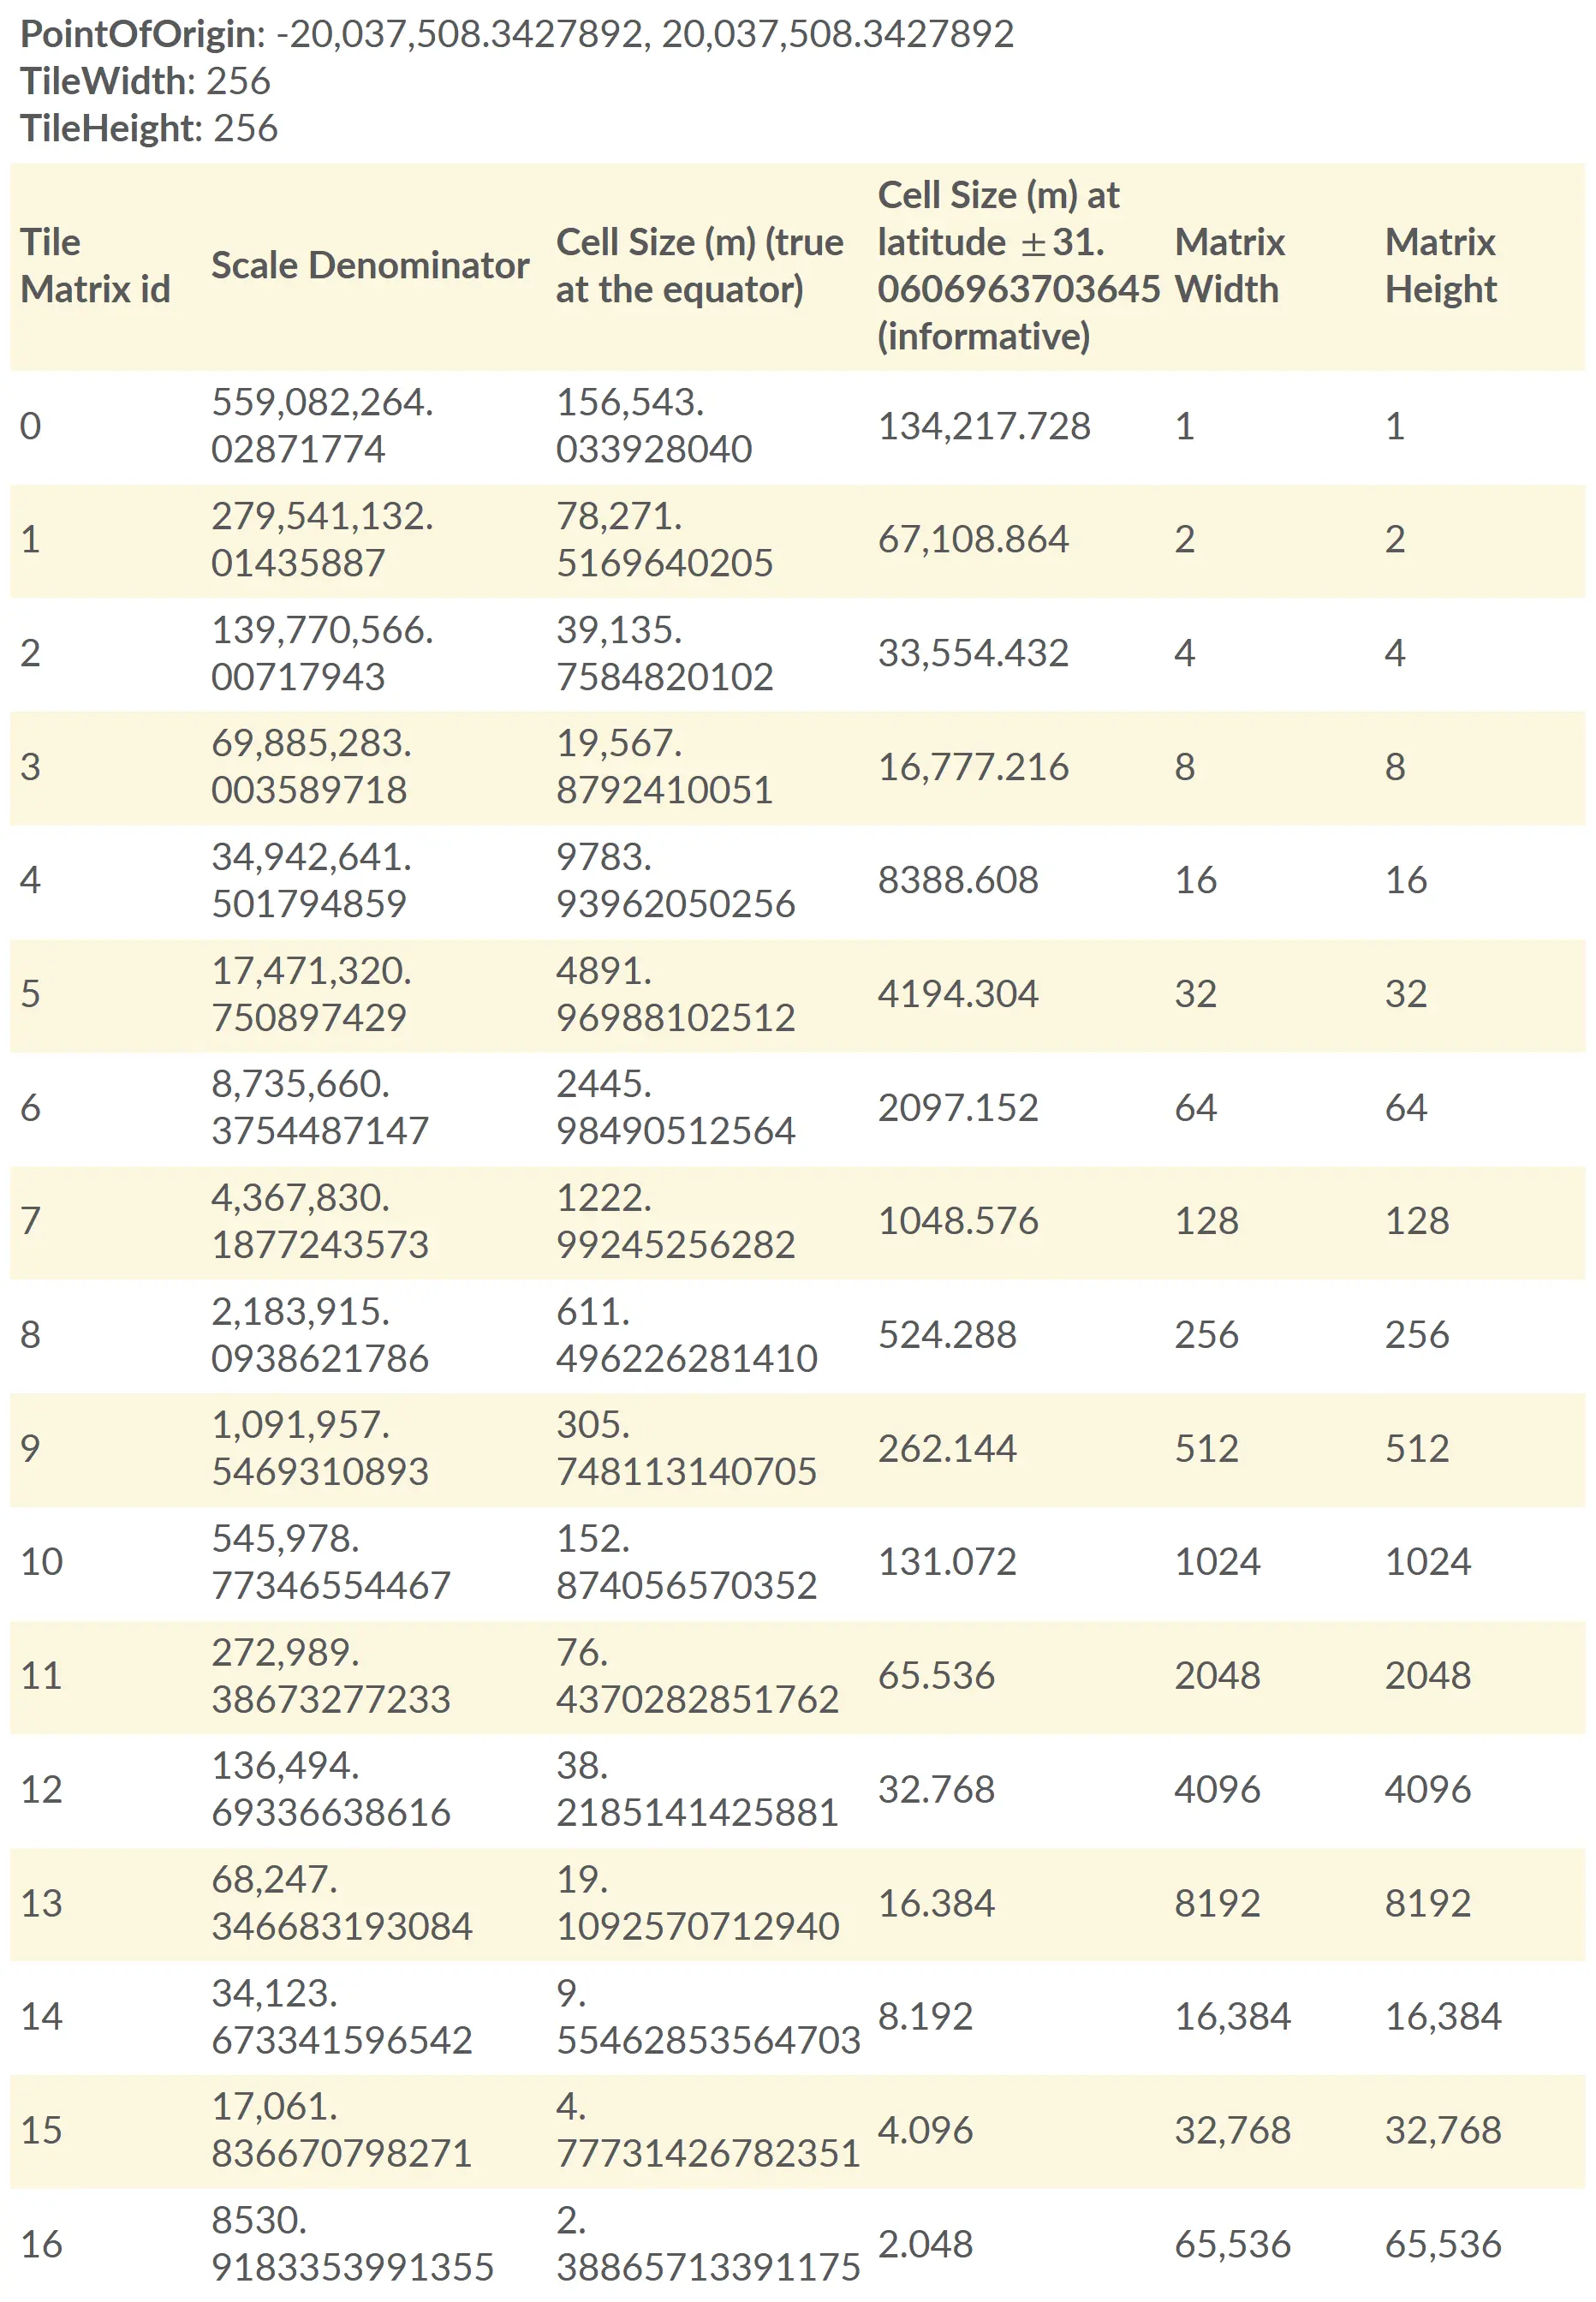 PointOfOrigin: -20,037,508.3427892, 20,037,508.3427892
TileWidth: 256
TileHeight: 256
Tile Matrix id
Scale Denominator
Cell Size (m) (true at the equator)
Cell Size (m) at latitude ±31.0606963703645 (informative)
Matrix Width
Matrix Height
0 559,082,264.02871774 156,543.033928040 134,217.728 1 1
1 279,541,132.01435887 78,271.5169640205 67,108.864 2 2
2 139,770,566.00717943 39,135.7584820102 33,554.432 4 4
3 69,885,283.003589718 19,567.8792410051 16,777.216 8 8
4 34,942,641.501794859 9783.93962050256 8388.608 16 16
5 17,471,320.750897429 4891.96988102512 4194.304 32 32
6 8,735,660.3754487147 2445.98490512564 2097.152 64 64
7 4,367,830.1877243573 1222.99245256282 1048.576 128 128
8 2,183,915.0938621786 611.496226281410 524.288 256 256
9 1,091,957.5469310893 305.748113140705 262.144 512 512
10 545,978.77346554467 152.874056570352 131.072 1024 1024
11 272,989.38673277233 76.4370282851762 65.536 2048 2048
12 136,494.69336638616 38.2185141425881 32.768 4096 4096
13 68,247.346683193084 19.1092570712940 16.384 8192 8192
14 34,123.673341596542 9.55462853564703 8.192 16,384 16,384
15 17,061.836670798271 4.77731426782351 4.096 32,768 32,768
16 8530.9183353991355 2.38865713391175 2.048 65,536 65,536